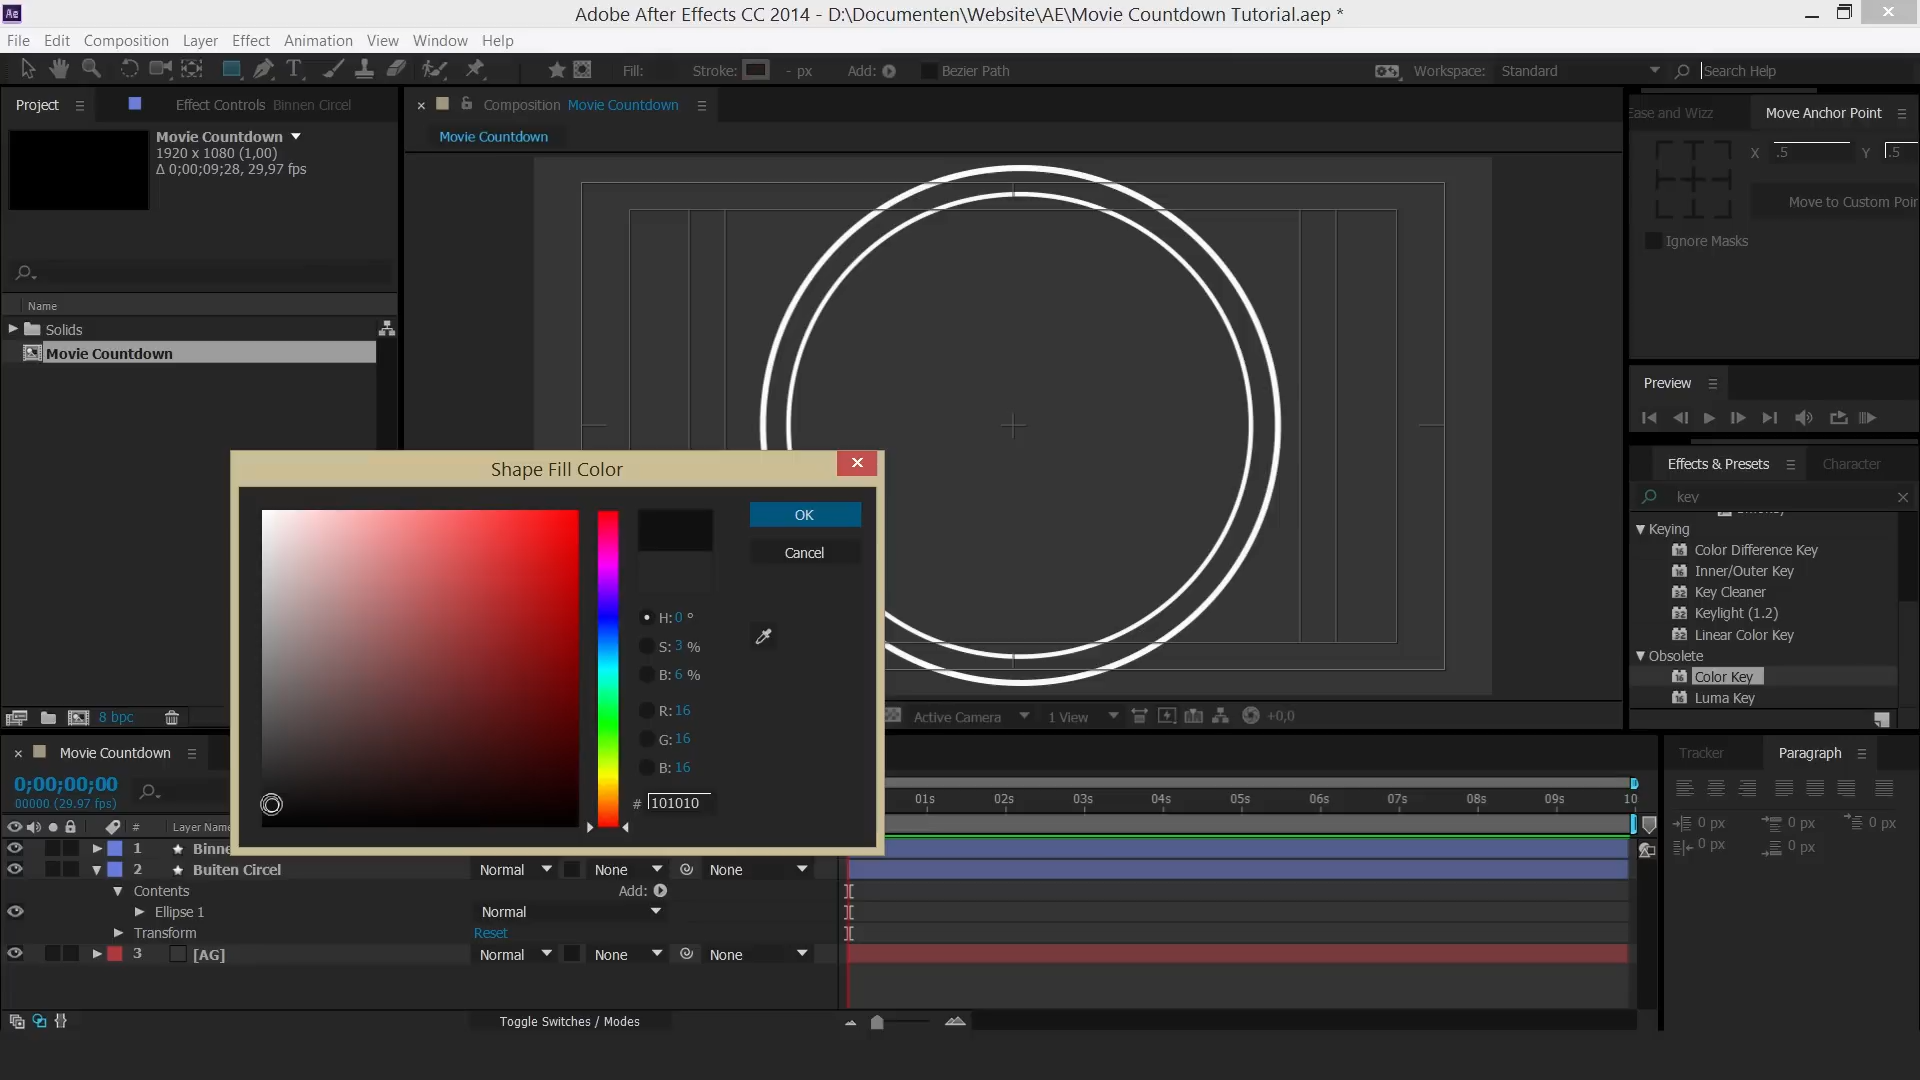 Ae
Adobe After Effects CC 2014 - D:\Documenten\Website\AE\Movie Countdown Tutorial.aep *
File Edit Composition Layer Effect Animation View Window Help
Fill: Stroke: - px Add: Bezier Path Workspace: Standard Search Help
Project Effect Controls Binnen Circel Composition Movie Countdown Ease and Wizz Move Anchor Point
Movie Countdown
1920 x 1080 (1,00)
Δ 0;00;09;28, 29,97 fps
Movie Countdown
X .5 Y .5
Move to Custom Poin
Ignore Masks
Name
Solids
Movie Countdown
Preview
Effects & Presets Character
key
Keying
Color Difference Key
Inner/Outer Key
Key Cleaner
Keylight (1.2)
Linear Color Key
Obsolete
Color Key
Luma Key
Shape Fill Color
OK
Cancel
H: 0 °
S: 3 %
B: 6 %
R: 16
G: 16
B: 16
# 101010
8 bpc
Active Camera 1 View +0,0
Movie Countdown
Tracker Paragraph
0;00;00;00
00000 (29.97 fps)
01s 02s 03s 04s 05s 06s 07s 08s 09s 10
# Layer Name
0 px 0 px 0 px
0 px 0 px
1 Binne
2 Buiten Circel Normal None None
Contents Add:
Ellipse 1 Normal
Transform Reset
3 [AG] Normal None None
Toggle Switches / Modes